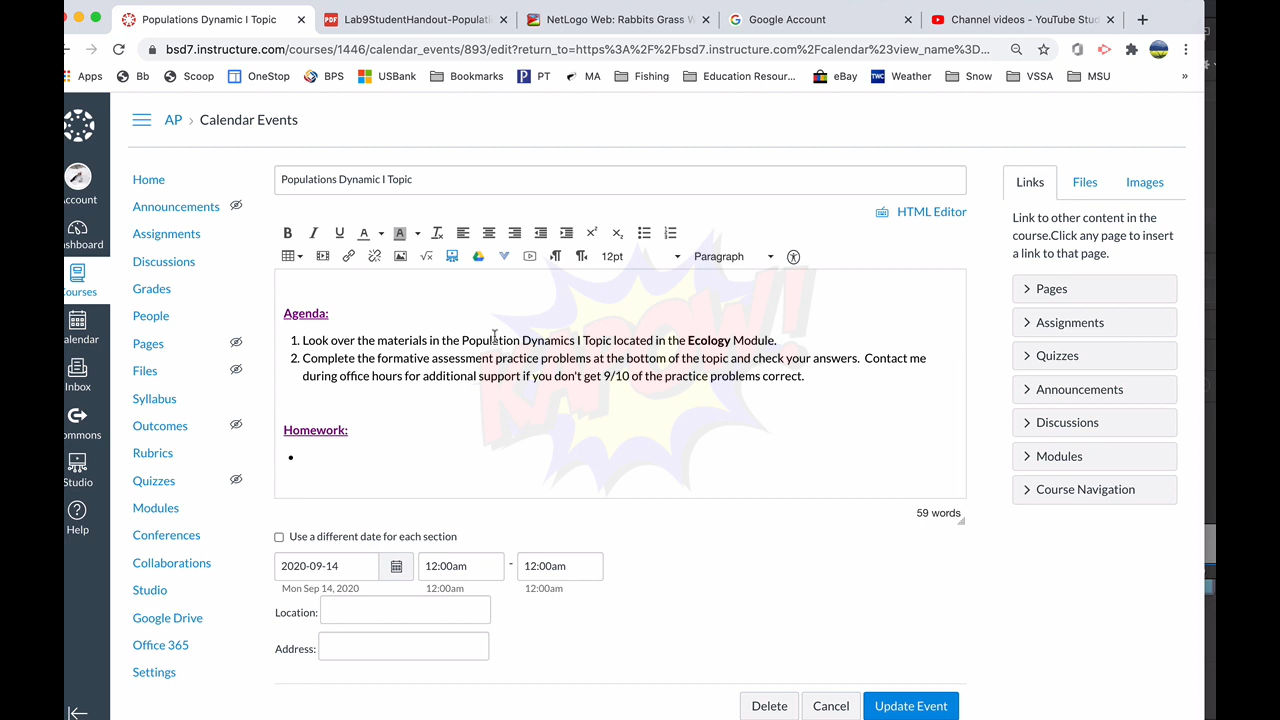 Populations Dynamic I Topic
Lab9StudentHandout-Populati
NetLogo Web: Rabbits Grass W
Google Account
Channel videos - YouTube Stud
bsd7.instructure.com/courses/1446/calendar_events/893/edit?return_to=https%3A%2F%2Fbsd7.instructure.com%2Fcalendar%23view_name%3D...
Apps Bb Scoop OneStop BPS USBank Bookmarks PT MA Fishing Education Resour... eBay TWC Weather Snow VSSA MSU »
AP › Calendar Events
ccount
ashboard
ourses
alendar
Inbox
ommons
Studio
Help
Home
Announcements
Assignments
Discussions
Grades
People
Pages
Files
Syllabus
Outcomes
Rubrics
Quizzes
Modules
Conferences
Collaborations
Studio
Google Drive
Office 365
Settings
Populations Dynamic I Topic
HTML Editor
B I U A A
12pt Paragraph
KAPOW!
Agenda:
1. Look over the materials in the Population Dynamics I Topic located in the Ecology Module.
2. Complete the formative assessment practice problems at the bottom of the topic and check your answers. Contact me
during office hours for additional support if you don't get 9/10 of the practice problems correct.
Homework:
59 words
Use a different date for each section
2020-09-14 12:00am - 12:00am
Mon Sep 14, 2020 12:00am 12:00am
Location:
Address:
Delete Cancel Update Event
Links Files Images
Link to other content in the
course.Click any page to insert
a link to that page.
Pages
Assignments
Quizzes
Announcements
Discussions
Modules
Course Navigation